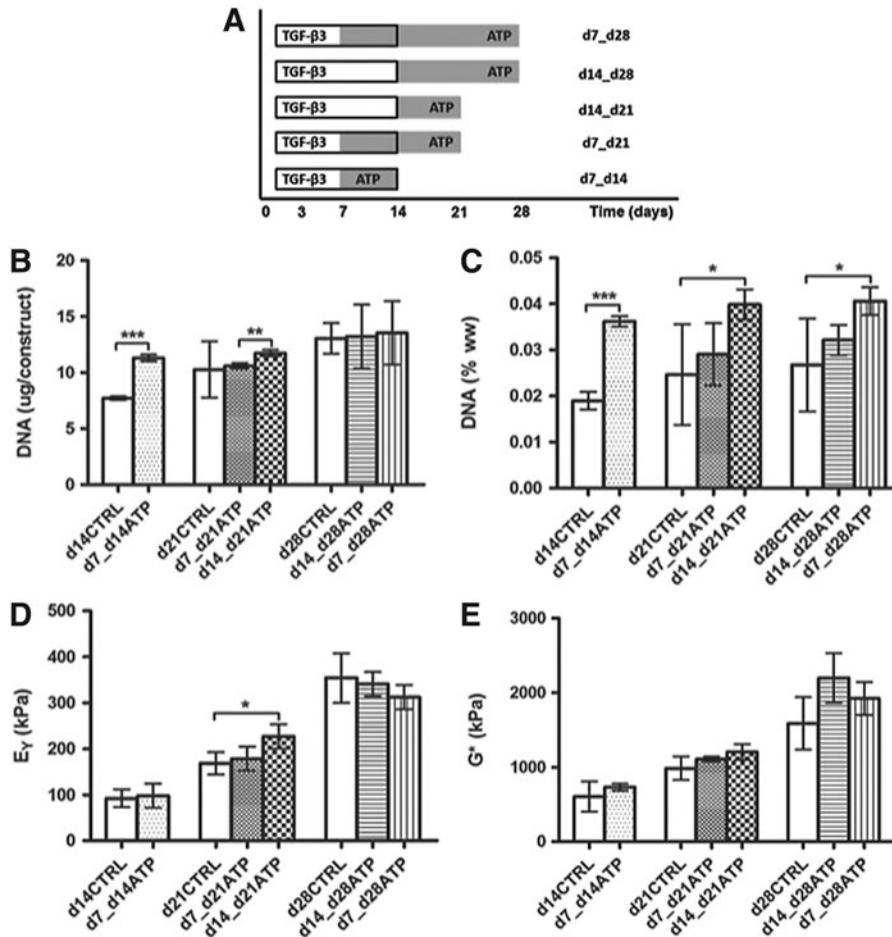 A
TGF-β3 ATP d7_d28
TGF-β3 ATP d14_d28
TGF-β3 ATP d14_d21
TGF-β3 ATP d7_d21
TGF-β3 ATP d7_d14
0 3 7 14 21 28 Time (days)
B
DNA (ug/construct)
20
15
10
5
0
***
**
d14CTRL
d7_d14ATP
d21CTRL
d7_d21ATP
d14_d21ATP
d28CTRL
d14_d28ATP
d7_d28ATP
C
DNA (% ww)
0.05
0.04
0.03
0.02
0.01
0.00
***
*
*
d14CTRL
d7_d14ATP
d21CTRL
d7_d21ATP
d14_d21ATP
d28CTRL
d14_d28ATP
d7_d28ATP
D
EY (kPa)
500
400
300
200
100
0
*
d14CTRL
d7_d14ATP
d21CTRL
d7_d21ATP
d14_d21ATP
d28CTRL
d14_d28ATP
d7_d28ATP
E
G* (kPa)
3000
2000
1000
0
d14CTRL
d7_d14ATP
d21CTRL
d7_d21ATP
d14_d21ATP
d28CTRL
d14_d28ATP
d7_d28ATP